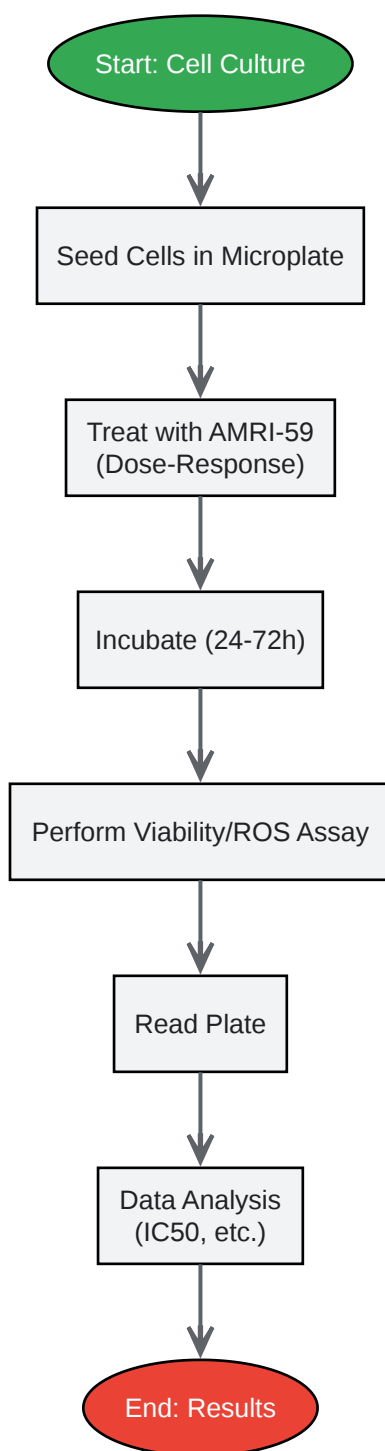 Start: Cell Culture
Seed Cells in Microplate
Treat with AMRI-59
(Dose-Response)
Incubate (24-72h)
Perform Viability/ROS Assay
Read Plate
Data Analysis
(IC50, etc.)
End: Results